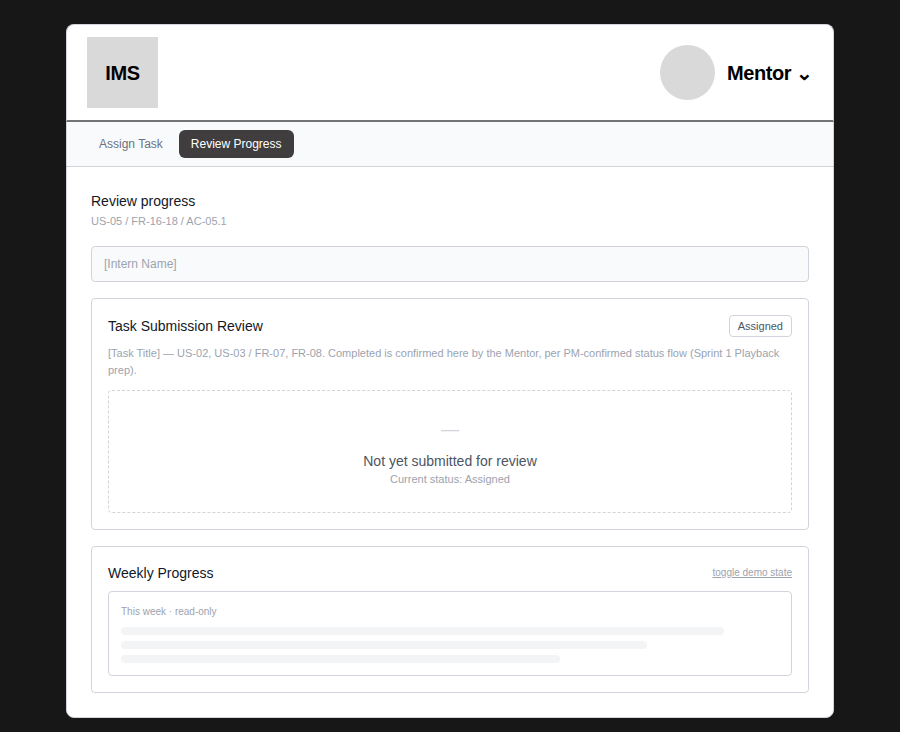 IMS
Mentor
Assign Task
Review Progress
Review progress
US-05 / FR-16-18 / AC-05.1
[Intern Name]
Task Submission Review
Assigned
[Task Title] — US-02, US-03 / FR-07, FR-08. Completed is confirmed here by the Mentor, per PM-confirmed status flow (Sprint 1 Playback
prep).
—
Not yet submitted for review
Current status: Assigned
Weekly Progress
toggle demo state
This week · read-only